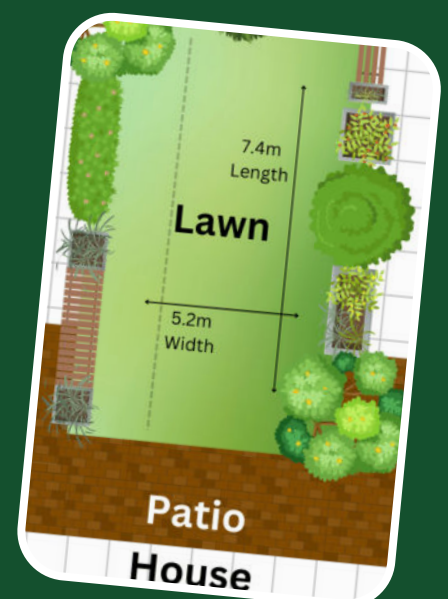 7.4m
Length
Lawn
5.2m
Width
Patio
House